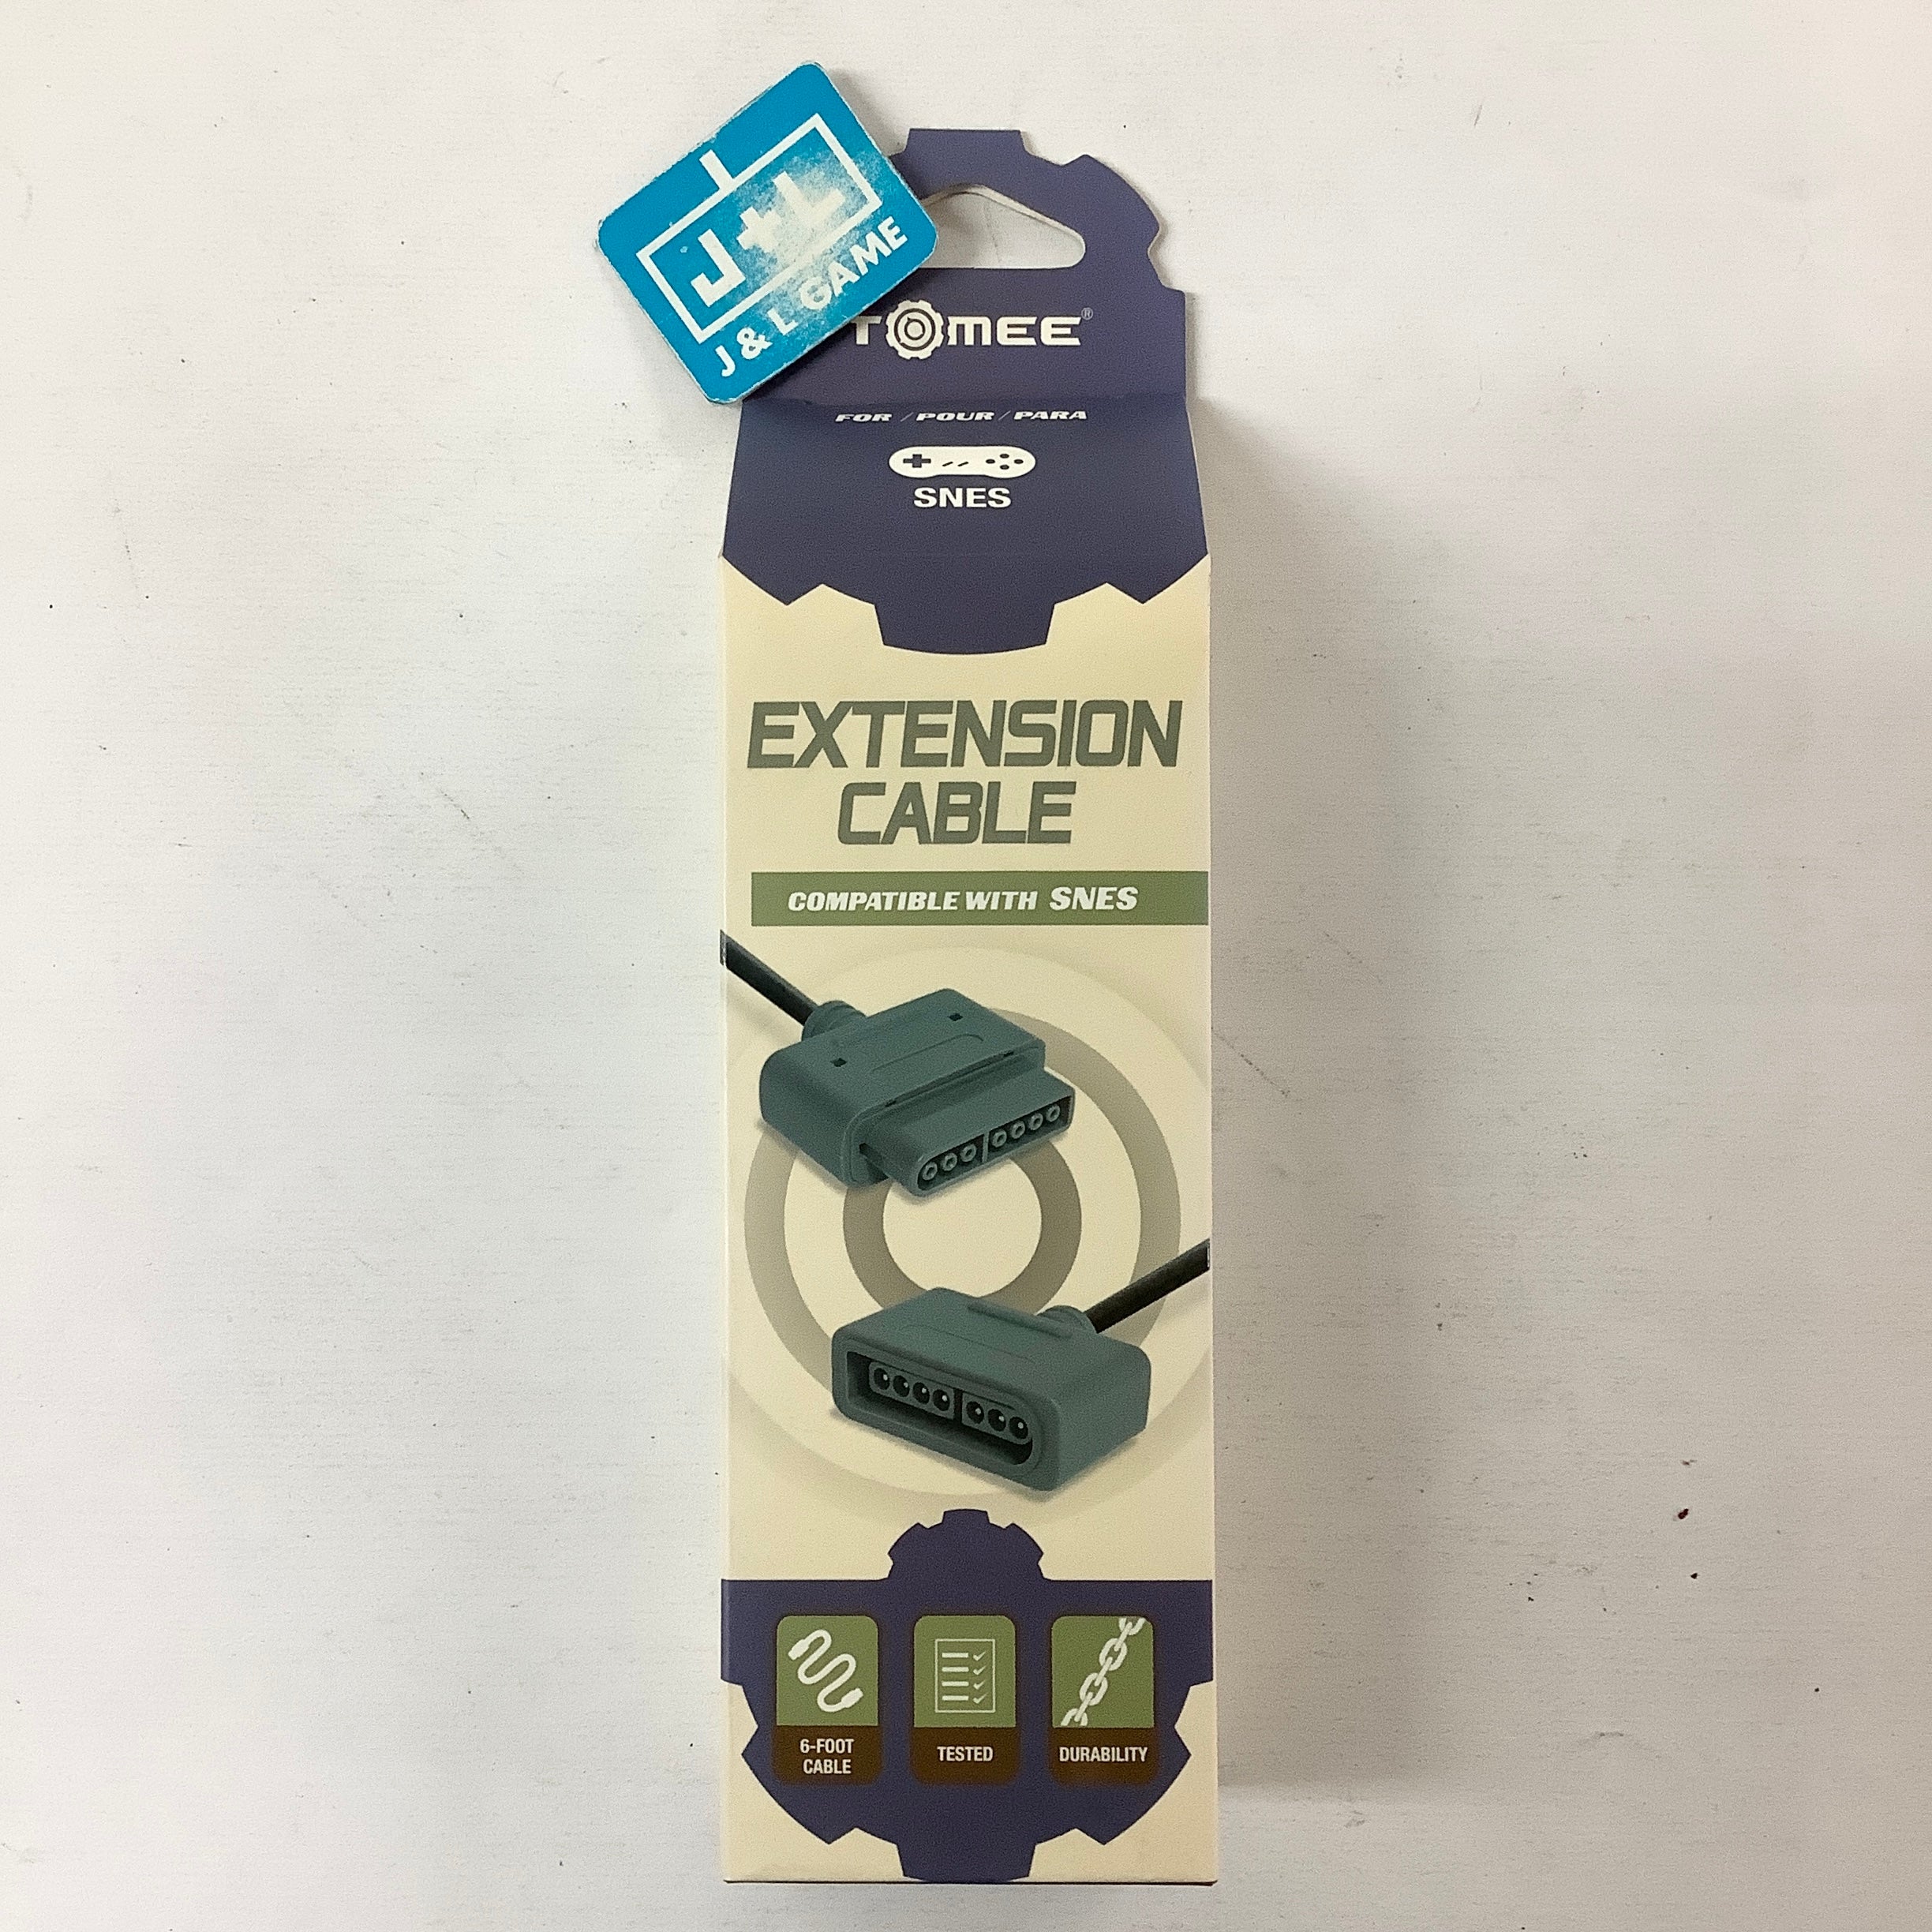 J+L
J & L GAME
TOMEE®
FOR / POUR / PARA
SNES
EXTENSION
CABLE
COMPATIBLE WITH SNES
6-FOOT
CABLE
TESTED
DURABILITY